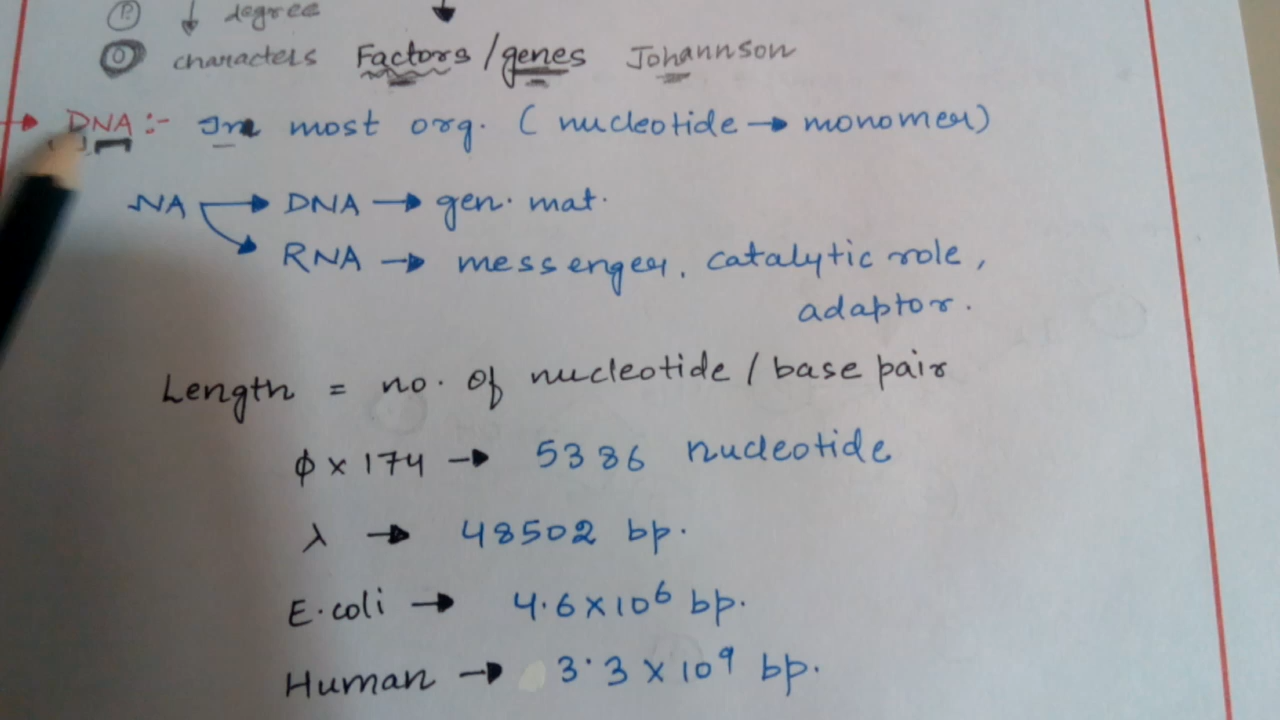 P. ↓ degree ↓
O characters Factors/genes Johannson
→ DNA :- In most org. ( nucleotide → monomer)
NA → DNA → gen. mat.
→ RNA → messenger, catalytic role,
adaptor.
Length = no. of nucleotide / base pair
ϕ x 174 → 5386 nucleotide
λ → 48502 bp.
E.coli → 4.6×10⁶ bp.
Human → 3.3 × 10⁹ bp.